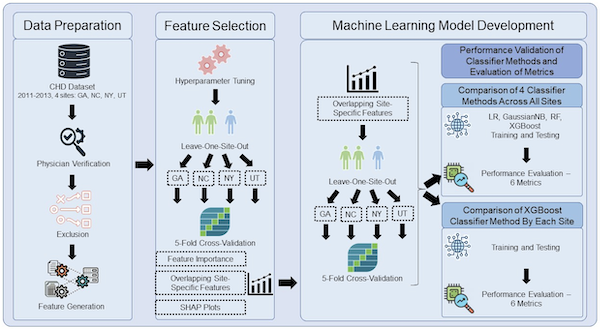 Data Preparation
CHD Dataset
2011-2013, 4 sites: GA, NC, NY, UT
Physician Verification
Exclusion
Feature Generation
Feature Selection
Hyperparameter Tuning
Leave-One-Site-Out
GA
NC
NY
UT
5-Fold Cross-Validation
Feature Importance
Overlapping Site-
Specific Features
SHAP Plots
Machine Learning Model Development
Overlapping Site-
Specific Features
Leave-One-Site-Out
GA
NC
NY
UT
5-Fold Cross-Validation
Performance Validation of
Classifier Methods and
Evaluation of Metrics
Comparison of 4 Classifier
Methods Across All Sites
LR, GaussianNB, RF,
XGBoost
Training and Testing
Performance Evaluation –
6 Metrics
Comparison of XGBoost
Classifier Method By Each Site
Training and Testing
Performance Evaluation –
6 Metrics